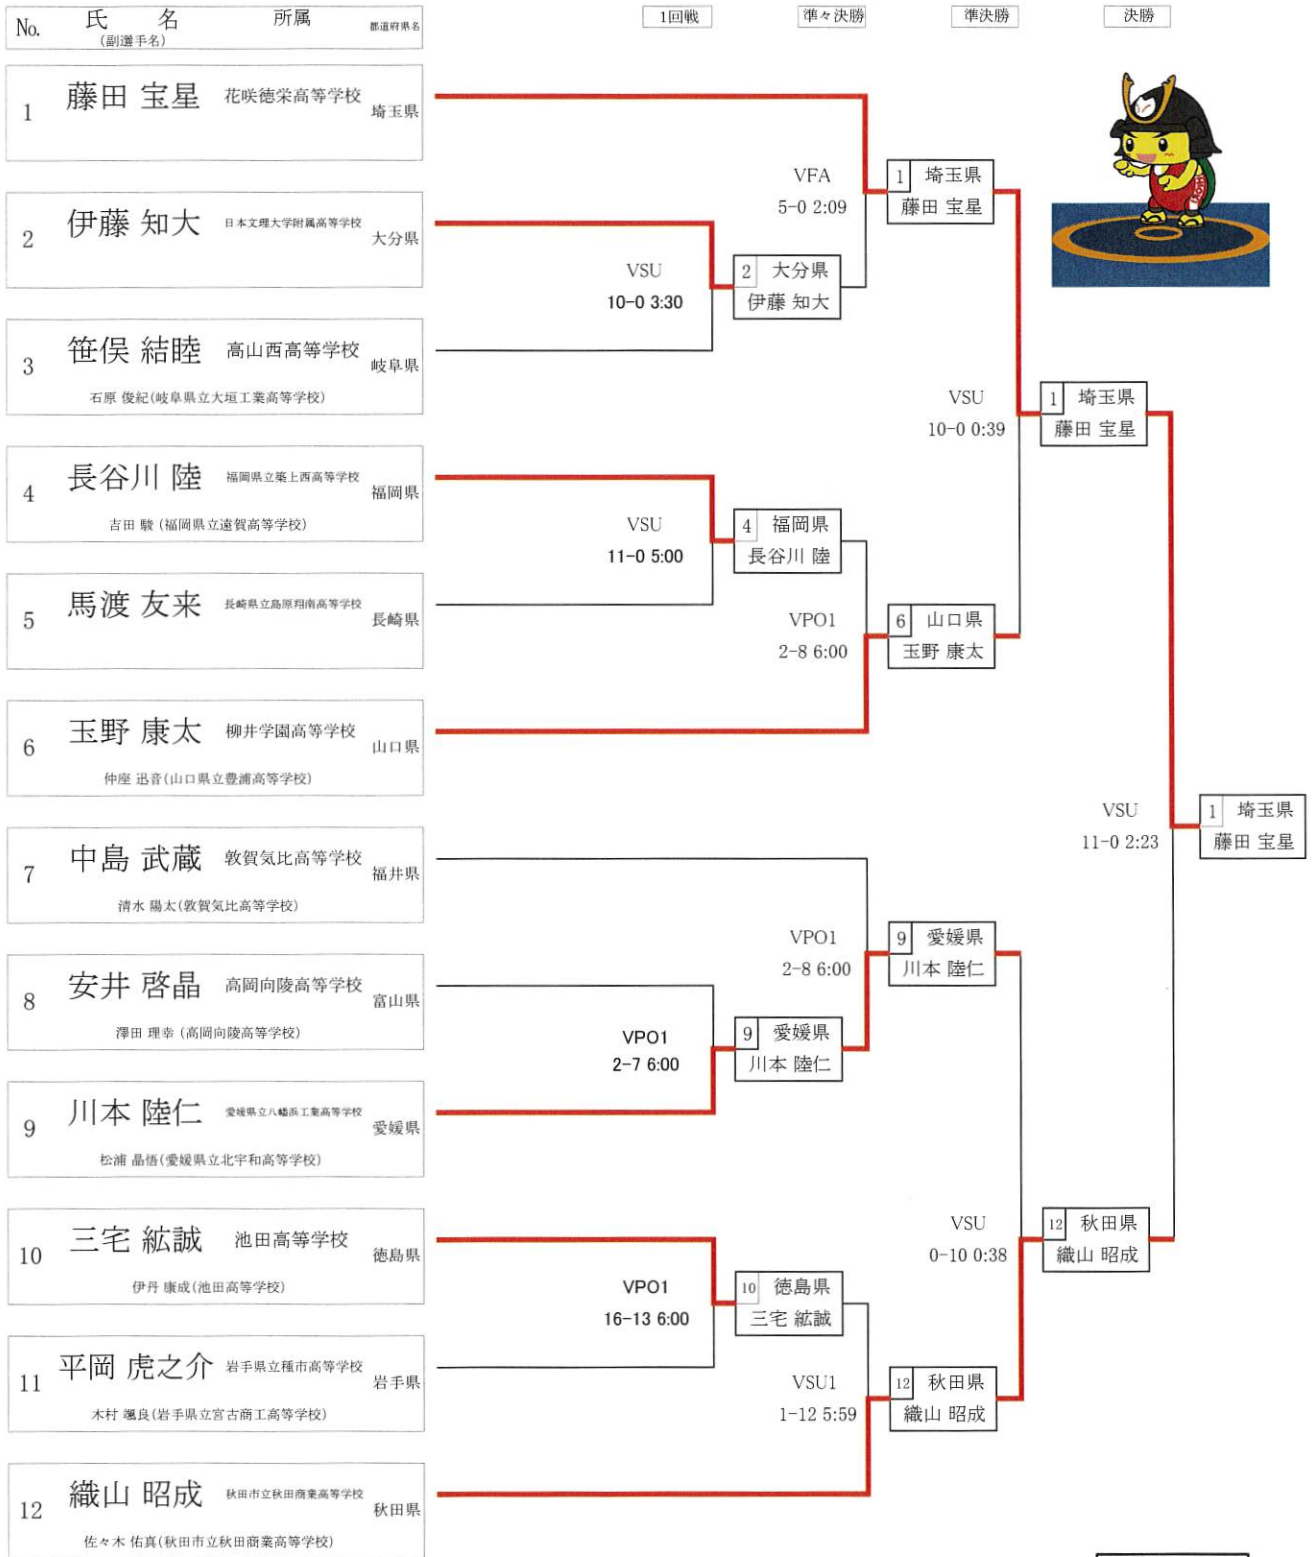 No. 氏 名 所属 都道府県名 1回戦 準々決勝 準決勝 決勝
(副選手名)
1 藤田 宝星 花咲徳栄高等学校 埼玉県
2 伊藤 知大 日本文理大学附属高等学校 大分県
3 笹俣 結睦 高山西高等学校 岐阜県
石原 俊紀(岐阜県立大垣工業高等学校)
4 長谷川 陸 福岡県立築上西高等学校 福岡県
吉田 駿 (福岡県立遠賀高等学校)
5 馬渡 友来 長崎県立島原翔南高等学校 長崎県
6 玉野 康太 柳井学園高等学校 山口県
仲座 迅音(山口県立豊浦高等学校)
7 中島 武蔵 敦賀気比高等学校 福井県
清水 陽太(敦賀気比高等学校)
8 安井 啓晶 高岡向陵高等学校 富山県
澤田 理幸 (高岡向陵高等学校)
9 川本 陸仁 愛媛県立八幡浜工業高等学校 愛媛県
松浦 晶悟(愛媛県立北宇和高等学校)
10 三宅 紘誠 池田高等学校 徳島県
伊丹 康成(池田高等学校)
11 平岡 虎之介 岩手県立種市高等学校 岩手県
木村 颯良(岩手県立宮古商工高等学校)
12 織山 昭成 秋田市立秋田商業高等学校 秋田県
佐々木 佑真(秋田市立秋田商業高等学校)
VSU
10-0 3:30
2 大分県
伊藤 知大
VSU
11-0 5:00
4 福岡県
長谷川 陸
VPO1
2-7 6:00
9 愛媛県
川本 陸仁
VPO1
16-13 6:00
10 徳島県
三宅 紘誠
VFA
5-0 2:09
1 埼玉県
藤田 宝星
VPO1
2-8 6:00
6 山口県
玉野 康太
VPO1
2-8 6:00
9 愛媛県
川本 陸仁
VSU1
1-12 5:59
12 秋田県
織山 昭成
VSU
10-0 0:39
1 埼玉県
藤田 宝星
VSU
0-10 0:38
12 秋田県
織山 昭成
VSU
11-0 2:23
1 埼玉県
藤田 宝星